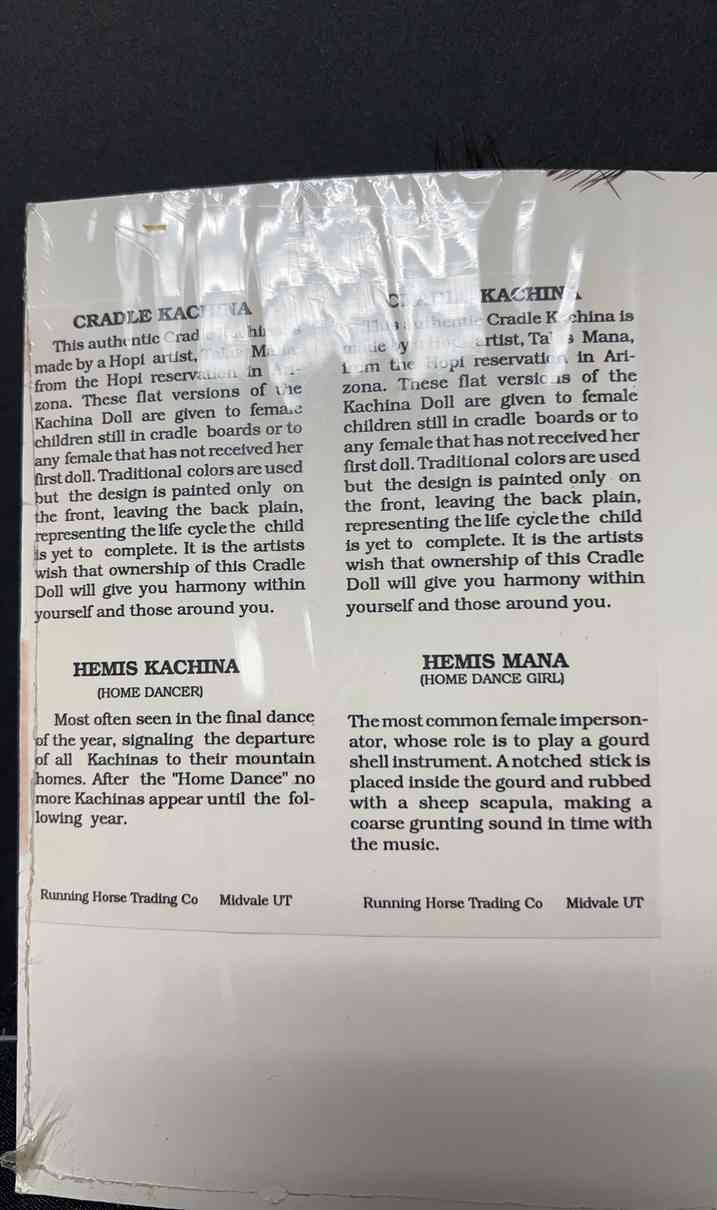 CRADLE KACHINA
This authentic Cradle
made by a Hopi artist,
from the Hopi reservation in Ari-
zona. These flat versions of the
Kachina Doll are given to female
children still in cradle boards or to
any female that has not received her
first doll. Traditional colors are used
but the design is painted only on
the front, leaving the back plain,
representing the life cycle the child
is yet to complete. It is the artists
wish that ownership of this Cradle
Doll will give you harmony within
yourself and those around you.
HEMIS KACHINA
(HOME DANCER)
Most often seen in the final dance
of the year, signaling the departure
of all Kachinas to their mountain
homes. After the "Home Dance" no
more Kachinas appear until the fol-
lowing year.
Running Horse Trading Co Midvale UT
CRADLE KACHINA
This authentic Cradle Kachina is
made by a Hopi artist, Mana,
from the Hopi reservation in Ari-
zona. These flat versions of the
Kachina Doll are given to female
children still in cradle boards or to
any female that has not received her
first doll. Traditional colors are used
but the design is painted only on
the front, leaving the back plain,
representing the life cycle the child
is yet to complete. It is the artists
wish that ownership of this Cradle
Doll will give you harmony within
yourself and those around you.
HEMIS MANA
(HOME DANCE GIRL)
The most common female imperson-
ator, whose role is to play a gourd
shell instrument. A notched stick is
placed inside the gourd and rubbed
with a sheep scapula, making a
coarse grunting sound in time with
the music.
Running Horse Trading Co Midvale UT